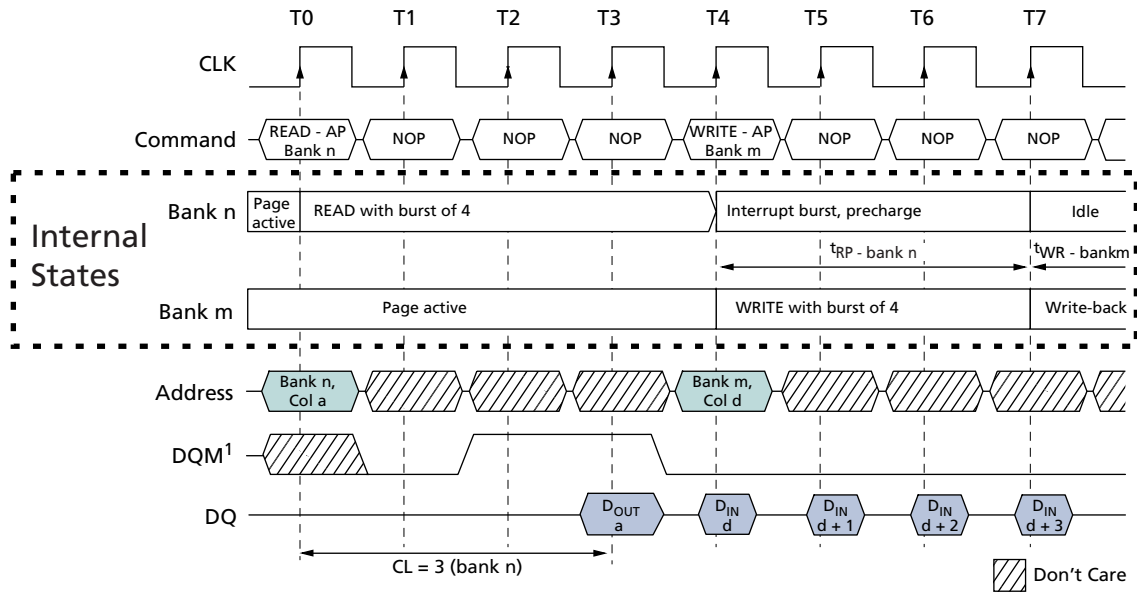 T0 T1 T2 T3 T4 T5 T6 T7
CLK
Command READ - AP Bank n NOP NOP NOP WRITE - AP Bank m NOP NOP NOP
Internal States
Bank n Page active READ with burst of 4 Interrupt burst, precharge Idle
tRP - bank n tWR - bankm
Bank m Page active WRITE with burst of 4 Write-back
Address Bank n, Col a Bank m, Col d
DQM1
DQ DOUT a DIN d DIN d + 1 DIN d + 2 DIN d + 3
CL = 3 (bank n)
Don't Care